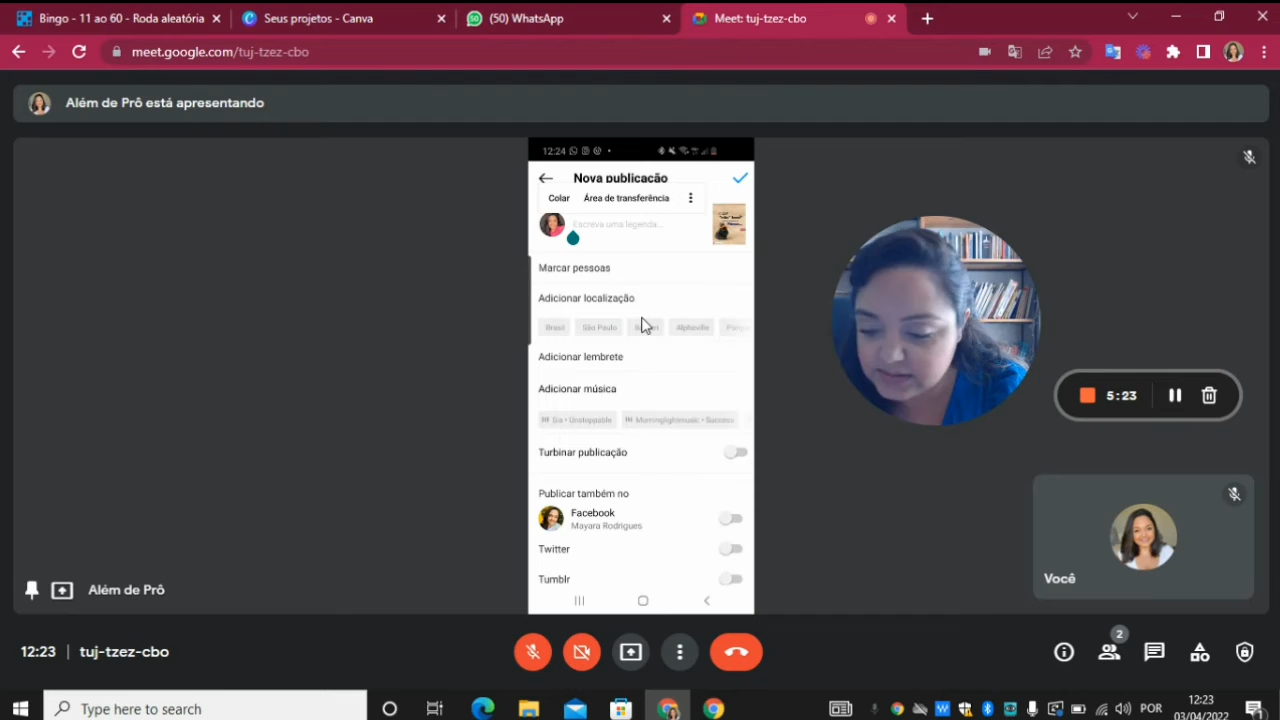 Bingo - 11 ao 60 - Roda aleatória
Seus projetos - Canva
(50) WhatsApp
Meet: tuj-tzez-cbo
meet.google.com/tuj-tzez-cbo
Além de Prô está apresentando
12:24
Nova publicação
Colar Área de transferência
Escreva uma legenda...
Marcar pessoas
Adicionar localização
Brasil São Paulo Alphaville
Adicionar lembrete
Adicionar música
Sia • Unstoppable Morninglightmusic • Success
Turbinar publicação
Publicar também no
Facebook
Mayara Rodrigues
Twitter
Tumblr
5:23
Você
Além de Prô
12:23 | tuj-tzez-cbo
2
Type here to search
POR
12:23
03/04/2022